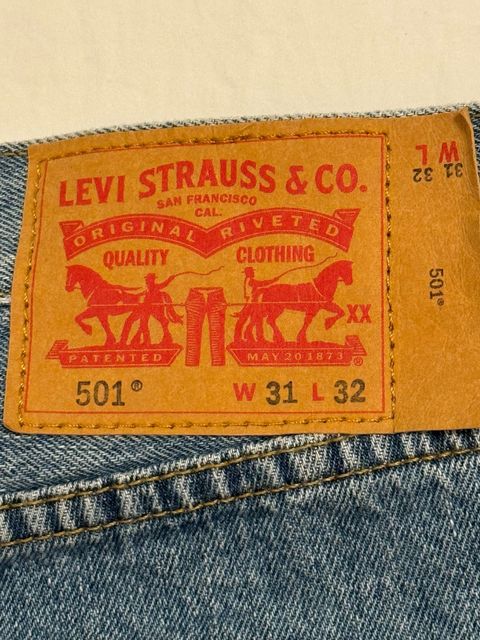 LEVI STRAUSS & CO.
SAN FRANCISCO
CAL.
ORIGINAL RIVETED
QUALITY CLOTHING
XX
PATENTED MAY 20 1873 ®
501® W 31 L 32
W L
31 32
501®